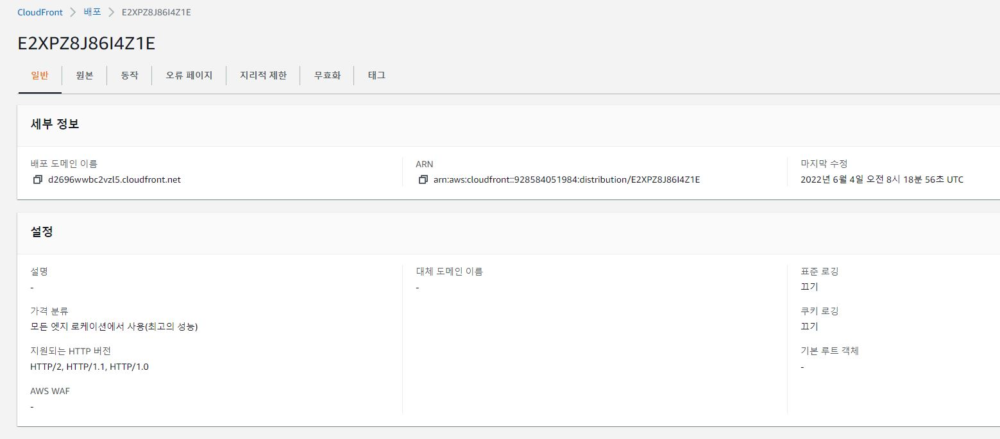 CloudFront > 배포 > E2XPZ8J86I4Z1E
E2XPZ8J86I4Z1E
일반 원본 동작 오류 페이지 지리적 제한 무효화 태그
세부 정보
배포 도메인 이름
d2696wwbc2vzl5.cloudfront.net
ARN
arn:aws:cloudfront::928584051984:distribution/E2XPZ8J86I4Z1E
마지막 수정
2022년 6월 4일 오전 8시 18분 56초 UTC
설정
설명
-
가격 분류
모든 엣지 로케이션에서 사용(최고의 성능)
지원되는 HTTP 버전
HTTP/2, HTTP/1.1, HTTP/1.0
AWS WAF
-
대체 도메인 이름
-
표준 로깅
끄기
쿠키 로깅
끄기
기본 루트 객체
-